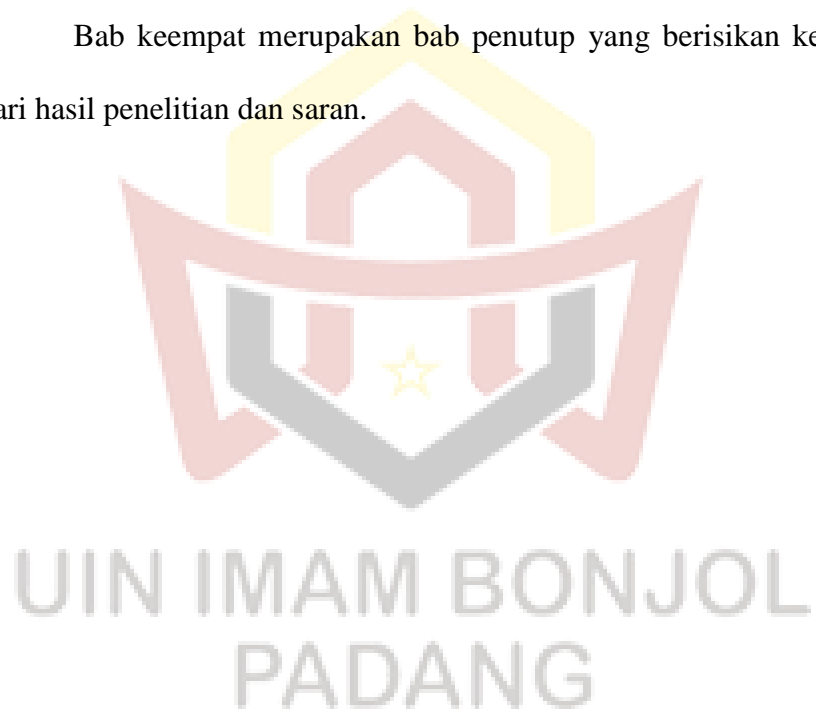 Bab keempat merupakan bab penutup yang berisikan
hasil penelitian dan saran.
UIN IMAM BONJOL
PADANG